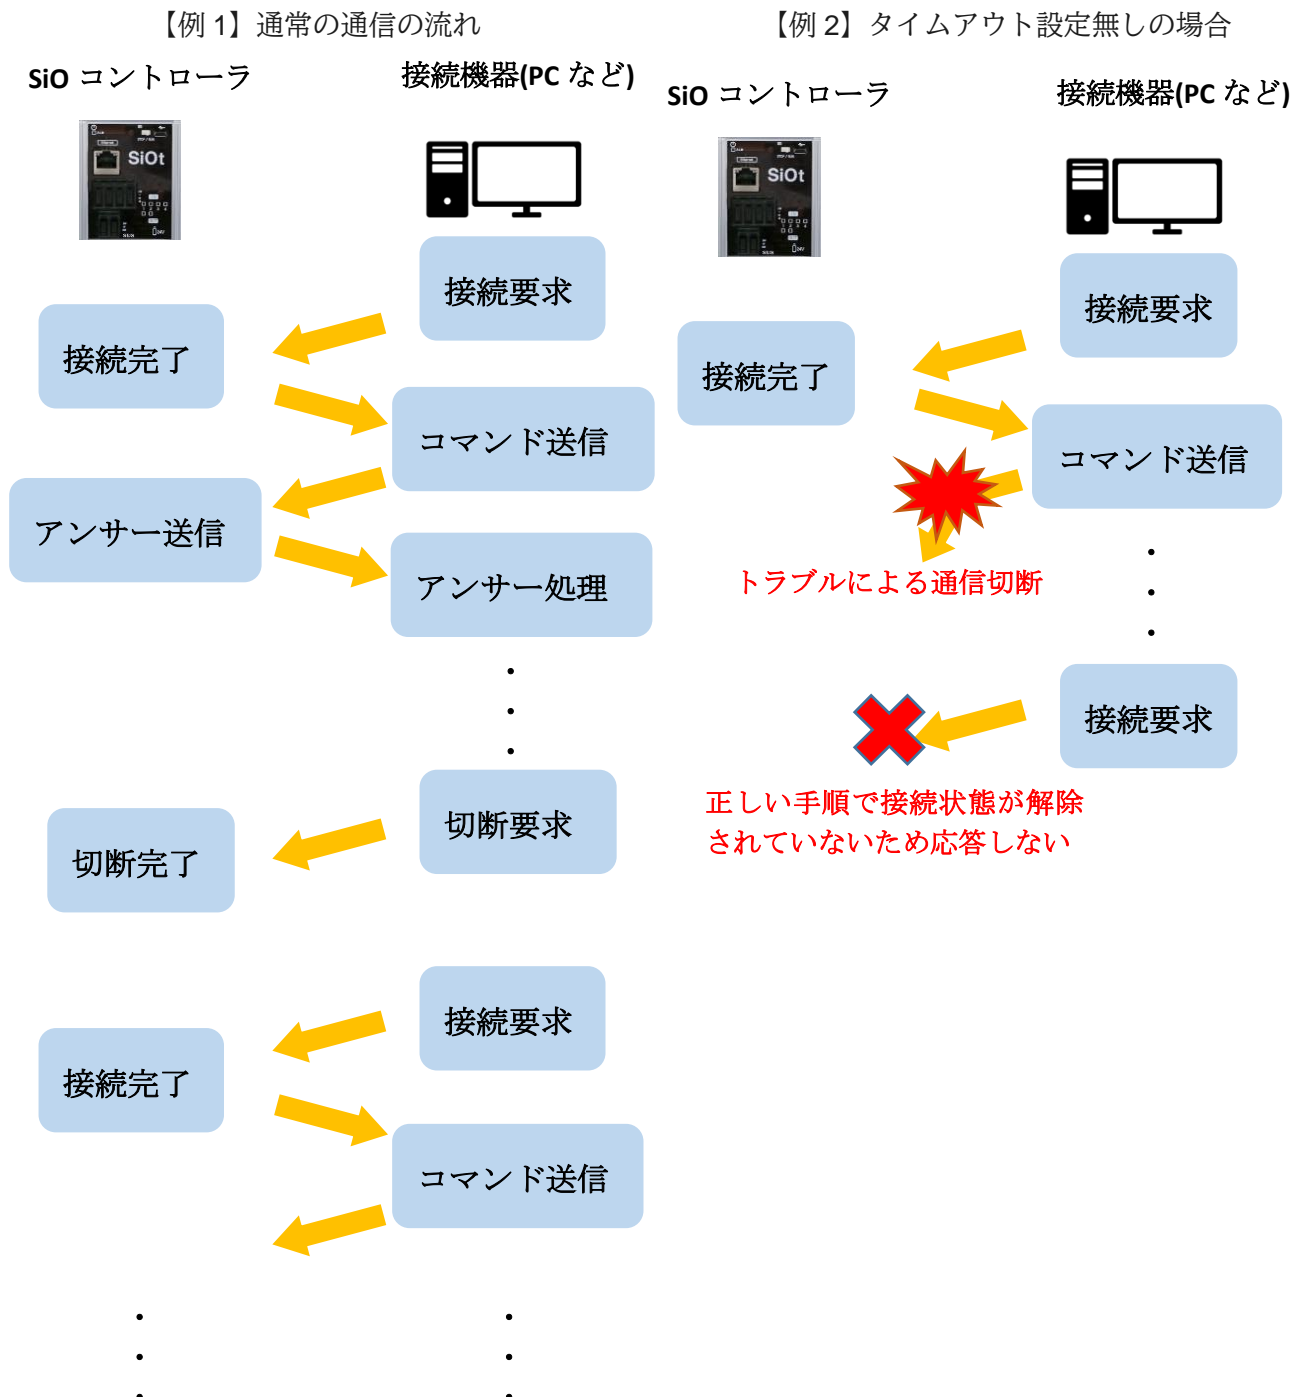 【例 1】通常の通信の流れ
SiO コントローラ
接続機器(PC など)
SiOt
接続要求
接続完了
コマンド送信
アンサー送信
アンサー処理
・
・
・
切断要求
切断完了
接続要求
接続完了
コマンド送信
・
・
・
・
・
・
【例 2】タイムアウト設定無しの場合
SiO コントローラ
接続機器(PC など)
SiOt
接続要求
接続完了
コマンド送信
トラブルによる通信切断
・
・
・
接続要求
正しい手順で接続状態が解除
されていないため応答しない